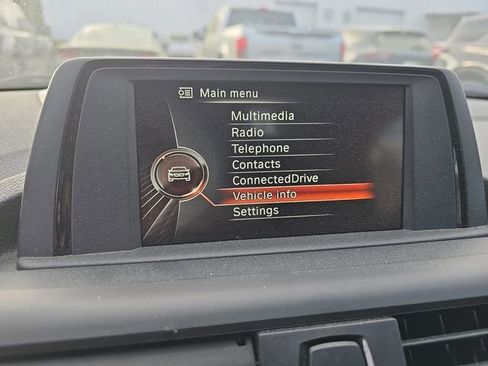 Main menu
Multimedia
Radio
Telephone
Contacts
ConnectedDrive
Vehicle info
Settings